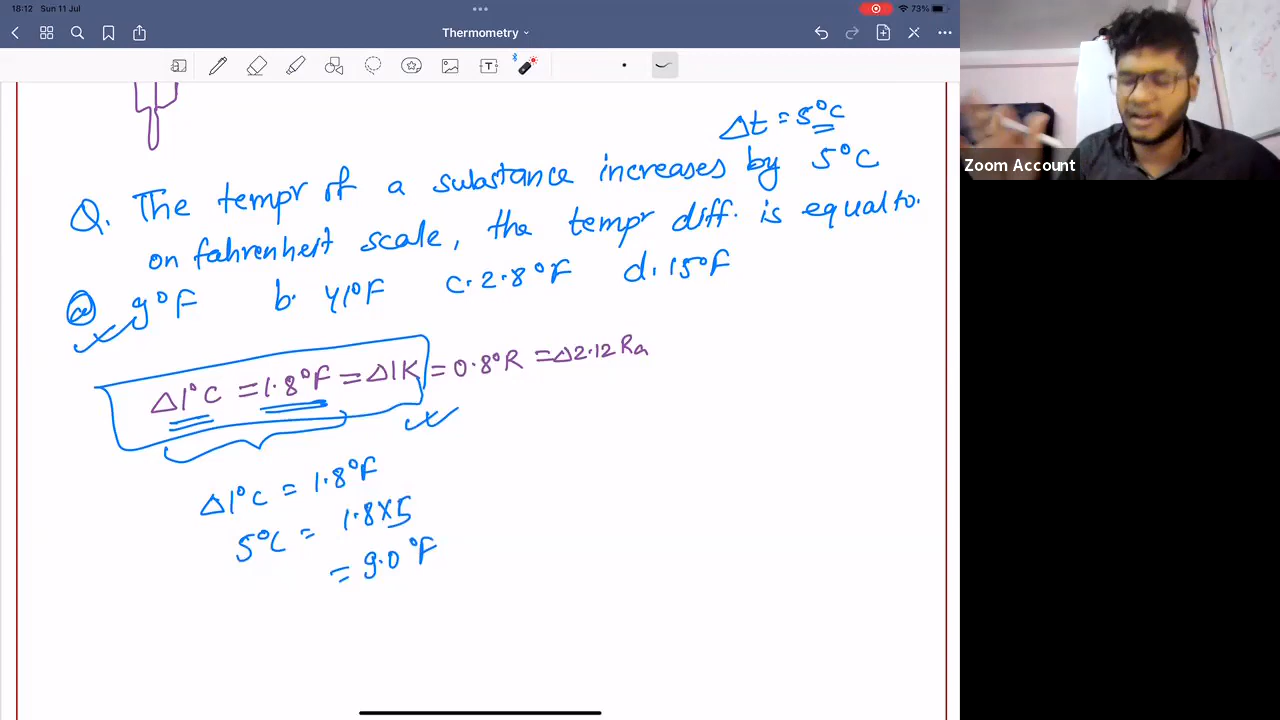 18:12 Sun 11 Jul
73%
Thermometry
Δt = 5°C
Q. The tempr of a substance increases by 5°C
on fahrenheit scale, the tempr diff. is equal to.
a 9°F b. 41°F c. 2.8°F d. 15°F
Δ1°C = 1.8°F = Δ1K = 0.8°R = Δ2.12 Ra
Δ1°C = 1.8°F
5°C = 1.8×5
= 9.0°F
Zoom Account